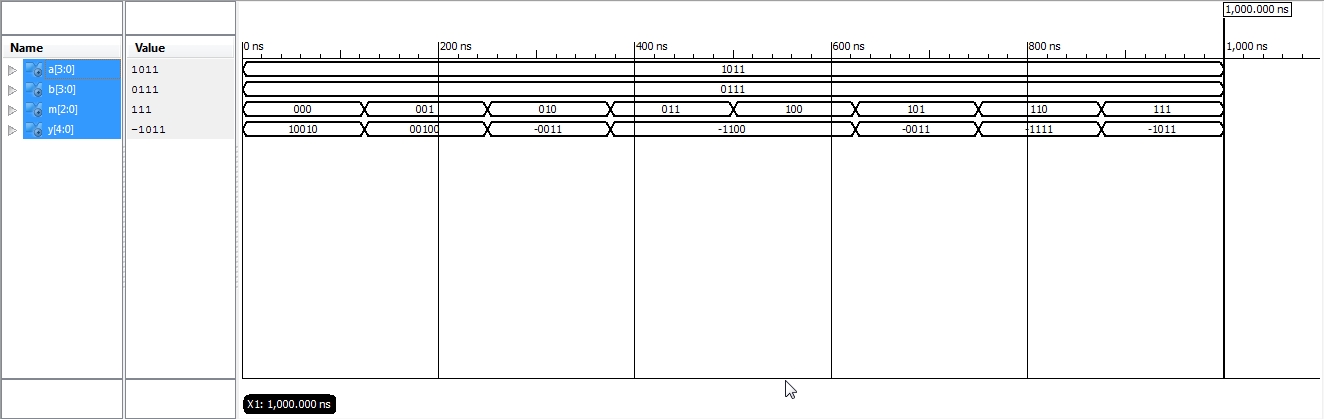 1,000.000 ns
Name Value 0 ns 200 ns 400 ns 600 ns 800 ns 1,000 ns
a[3:0] 1011 1011
b[3:0] 0111 0111
m[2:0] 111 000 001 010 011 100 101 110 111
y[4:0] -1011 10010 00100 -0011 -1100 -0011 -1111 -1011
X1: 1,000.000 ns